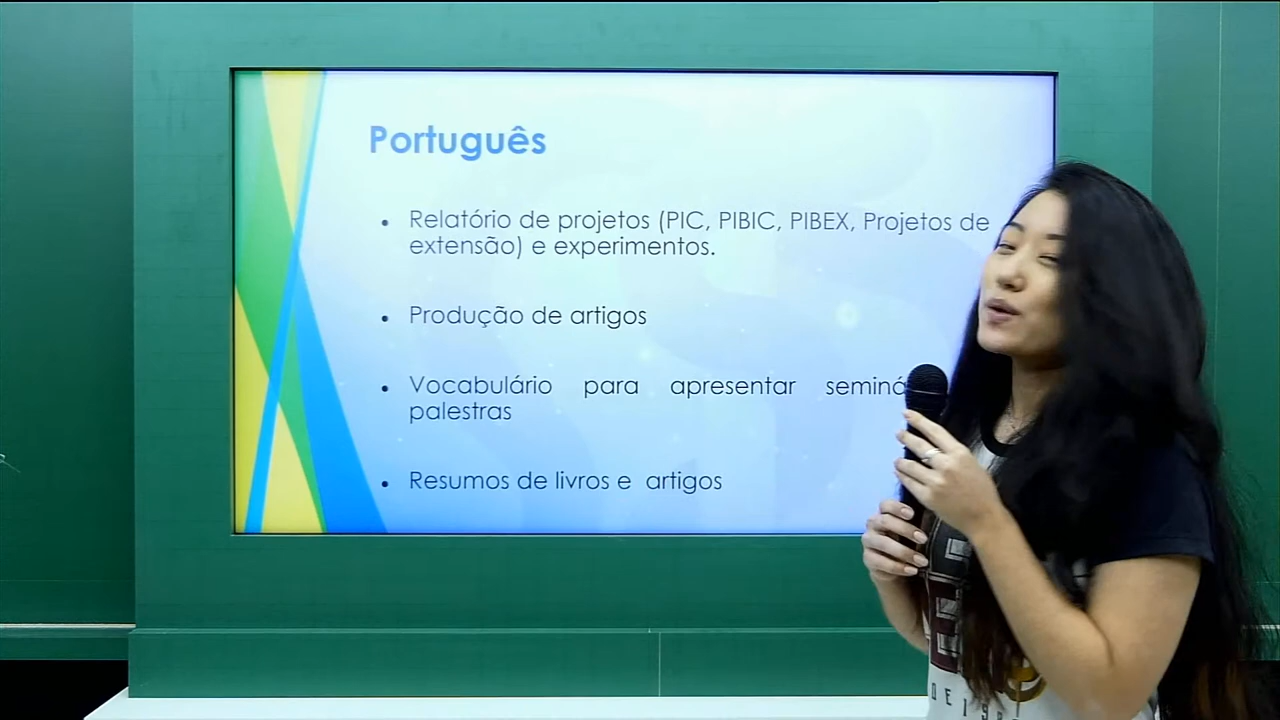 Português
• Relatório de projetos (PIC, PIBIC, PIBEX, Projetos de
extensão) e experimentos.
• Produção de artigos
• Vocabulário para apresentar seminá
palestras
• Resumos de livros e artigos